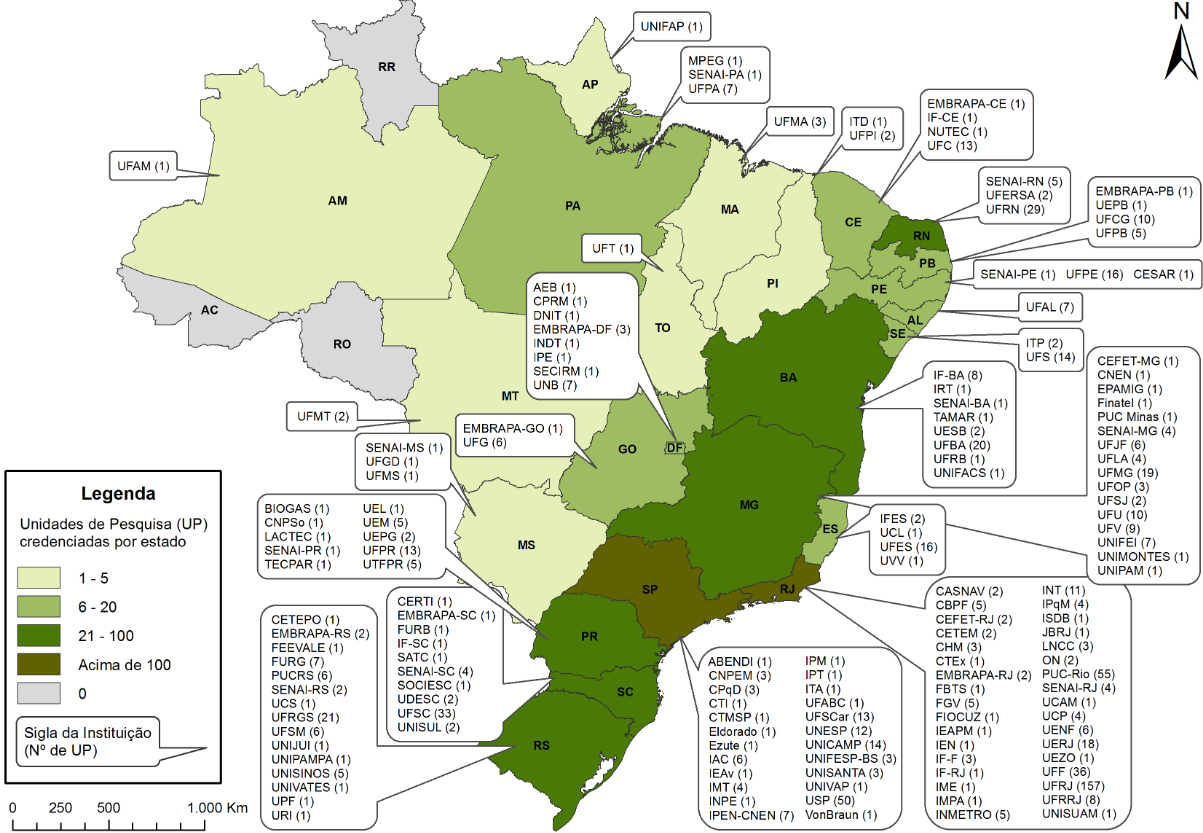 N
RR
AP
AM
PA
MA
CE
RN
PB
PE
AL
SE
PI
TO
AC
RO
MT
BA
GO
DF
MG
ES
MS
SP
RJ
PR
SC
RS
UNIFAP (1)
MPEG (1)
SENAI-PA (1)
UFPA (7)
UFMA (3)
ITD (1)
UFPI (2)
EMBRAPA-CE (1)
IF-CE (1)
NUTEC (1)
UFC (13)
UFAM (1)
SENAI-RN (5)
UFERSA (2)
UFRN (29)
EMBRAPA-PB (1)
UEPB (1)
UFCG (10)
UFPB (5)
UFT (1)
SENAI-PE (1) UFPE (16) CESAR (1)
AEB (1)
CPRM (1)
DNIT (1)
EMBRAPA-DF (3)
INDT (1)
IPE (1)
SECIRM (1)
UNB (7)
UFAL (7)
ITP (2)
UFS (14)
IF-BA (8)
IRT (1)
SENAI-BA (1)
TAMAR (1)
UESB (2)
UFBA (20)
UFRB (1)
UNIFACS (1)
CEFET-MG (1)
CNEN (1)
EPAMIG (1)
Finatel (1)
PUC Minas (1)
SENAI-MG (4)
UFJF (6)
UFLA (4)
UFMG (19)
UFOP (3)
UFSJ (2)
UFU (10)
UFV (9)
UNIFEI (7)
UNIMONTES (1)
UNIPAM (1)
UFMT (2)
EMBRAPA-GO (1)
UFG (6)
SENAI-MS (1)
UFGD (1)
UFMS (1)
IFES (2)
UCL (1)
UFES (16)
UVV (1)
BIOGAS (1)
CNPSo (1)
LACTEC (1)
SENAI-PR (1)
TECPAR (1)
UEL (1)
UEM (5)
UEPG (2)
UFPR (13)
UTFPR (5)
CETEPO (1)
EMBRAPA-RS (2)
FEEVALE (1)
FURG (7)
PUCRS (6)
SENAI-RS (2)
UCS (1)
UFRGS (21)
UFSM (6)
UNIJUI (1)
UNIPAMPA (1)
UNISINOS (5)
UNIVATES (1)
UPF (1)
URI (1)
CERTI (1)
EMBRAPA-SC (1)
FURB (1)
IF-SC (1)
SATC (1)
SENAI-SC (4)
SOCIESC (1)
UDESC (2)
UFSC (33)
UNISUL (2)
ABENDI (1)
CNPEM (3)
CPqD (3)
CTI (1)
CTMSP (1)
Eldorado (1)
Ezute (1)
IAC (6)
IEAv (1)
IMT (4)
INPE (1)
IPEN-CNEN (7)
IPM (1)
IPT (1)
ITA (1)
UFABC (1)
UFSCar (13)
UNESP (12)
UNICAMP (14)
UNIFESP-BS (3)
UNISANTA (3)
UNIVAP (1)
USP (50)
VonBraun (1)
CASNAV (2)
CBPF (5)
CEFET-RJ (2)
CETEM (2)
CHM (3)
CTEx (1)
EMBRAPA-RJ (2)
FBTS (1)
FGV (5)
FIOCUZ (1)
IEAPM (1)
IEN (1)
IF-F (3)
IF-RJ (1)
IME (1)
IMPA (1)
INMETRO (5)
INT (11)
IPqM (4)
ISDB (1)
JBRJ (1)
LNCC (3)
ON (2)
PUC-Rio (55)
SENAI-RJ (4)
UCAM (1)
UCP (4)
UENF (6)
UERJ (18)
UEZO (1)
UFF (36)
UFRJ (157)
UFRRJ (8)
UNISUAM (1)
Legenda
Unidades de Pesquisa (UP)
credenciadas por estado
1 - 5
6 - 20
21 - 100
Acima de 100
0
Sigla da Instituição
(Nº de UP)
0 250 500 1.000 Km